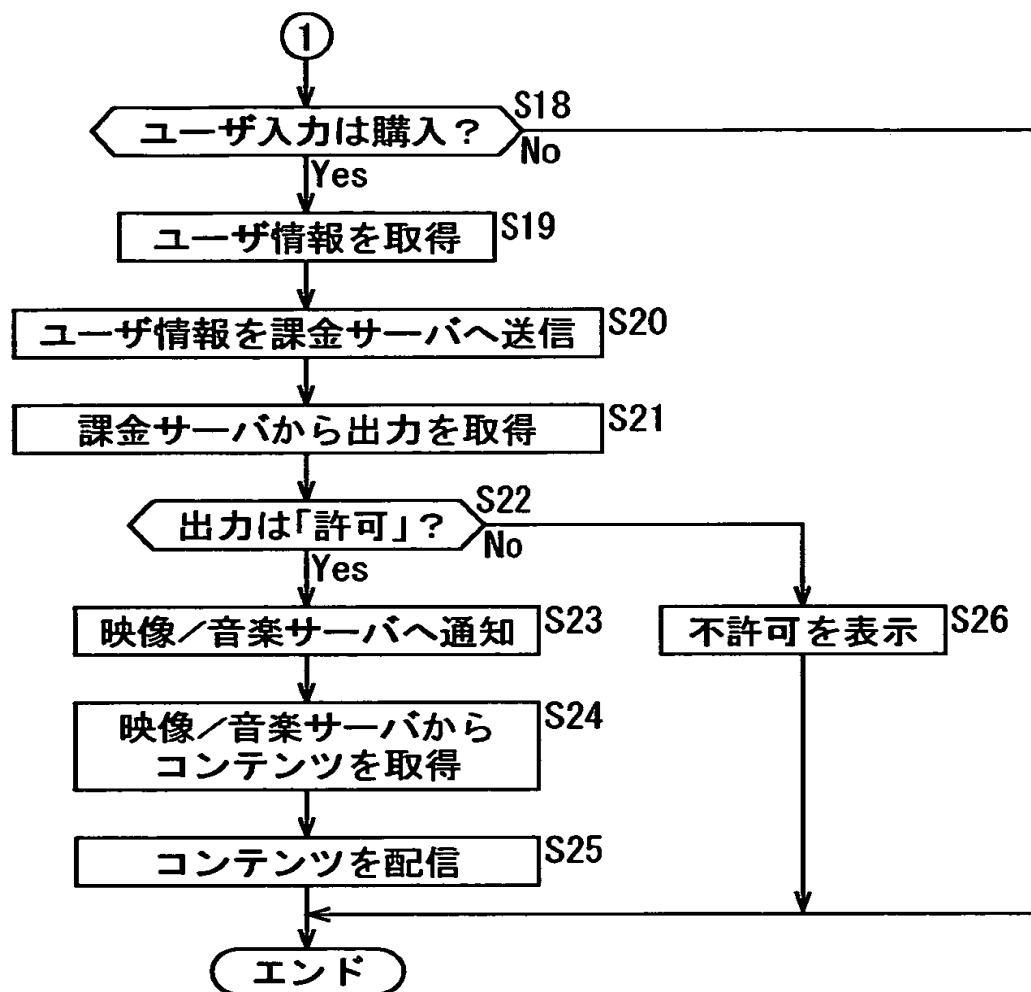 1
ユーザ入力は購入?
S18
No
Yes
ユーザ情報を取得
S19
ユーザ情報を課金サーバへ送信
S20
課金サーバから出力を取得
S21
出力は「許可」?
S22
No
Yes
映像/音楽サーバへ通知
S23
不許可を表示
S26
映像/音楽サーバから
コンテンツを取得
S24
コンテンツを配信
S25
エンド